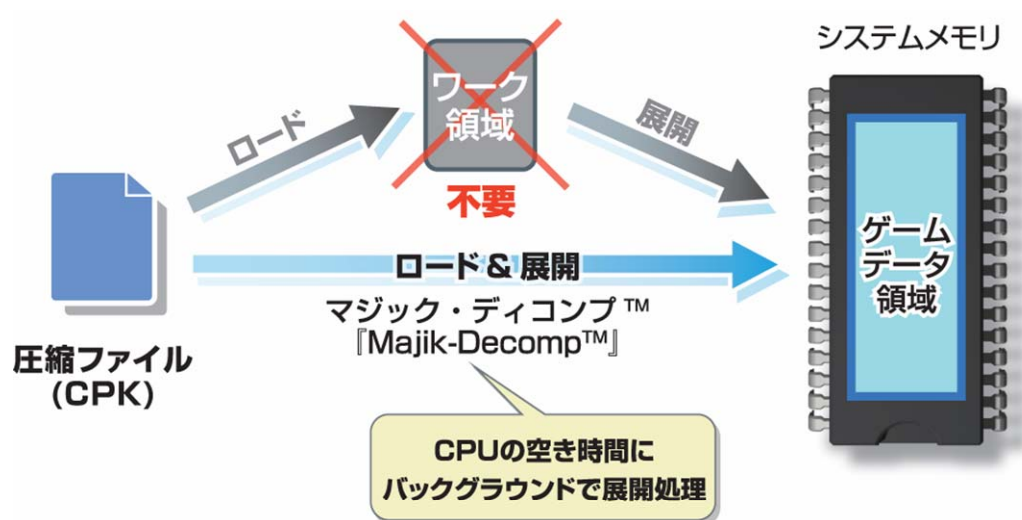 システムメモリ
ワーク
領域
ロード
展開
不要
ロード & 展開
マジック・ディコンプ™
『Majik-Decomp™』
圧縮ファイル
(CPK)
ゲーム
データ
領域
CPUの空き時間に
バックグラウンドで展開処理